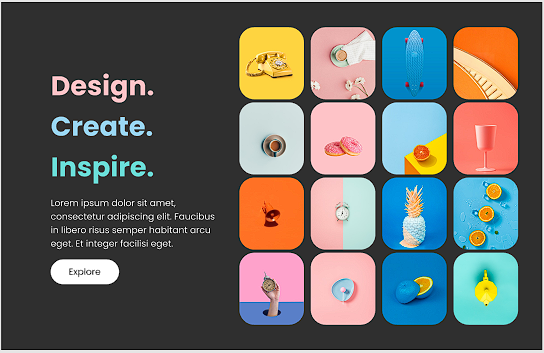 Design.
Create.
Inspire.
Lorem ipsum dolor sit amet,
consectetur adipiscing elit. Faucibus
in libero risus semper habitant arcu
eget. Et integer facilisi eget.
Explore